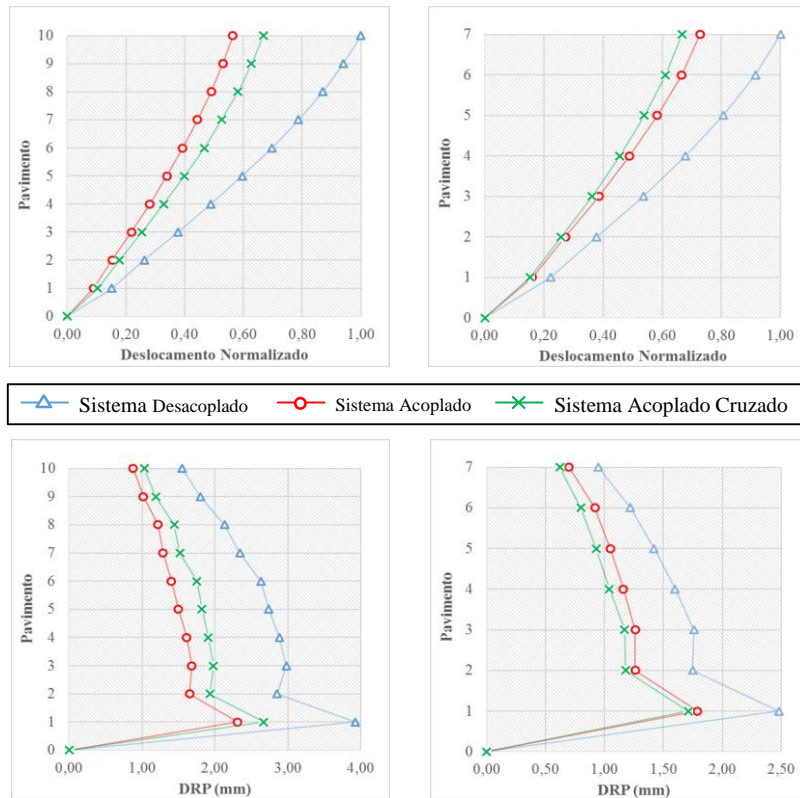 10
9
8
7
6
5
4
3
2
1
0
Pavimento
0,00 0,20 0,40 0,60 0,80 1,00
Deslocamento Normalizado
7
6
5
4
3
2
1
0
Pavimento
0,00 0,20 0,40 0,60 0,80 1,00
Deslocamento Normalizado
Sistema Desacoplado Sistema Acoplado Sistema Acoplado Cruzado
10
9
8
7
6
5
4
3
2
1
0
Pavimento
0,00 1,00 2,00 3,00 4,00
DRP (mm)
7
6
5
4
3
2
1
0
Pavimento
0,00 0,50 1,00 1,50 2,00 2,50
DRP (mm)